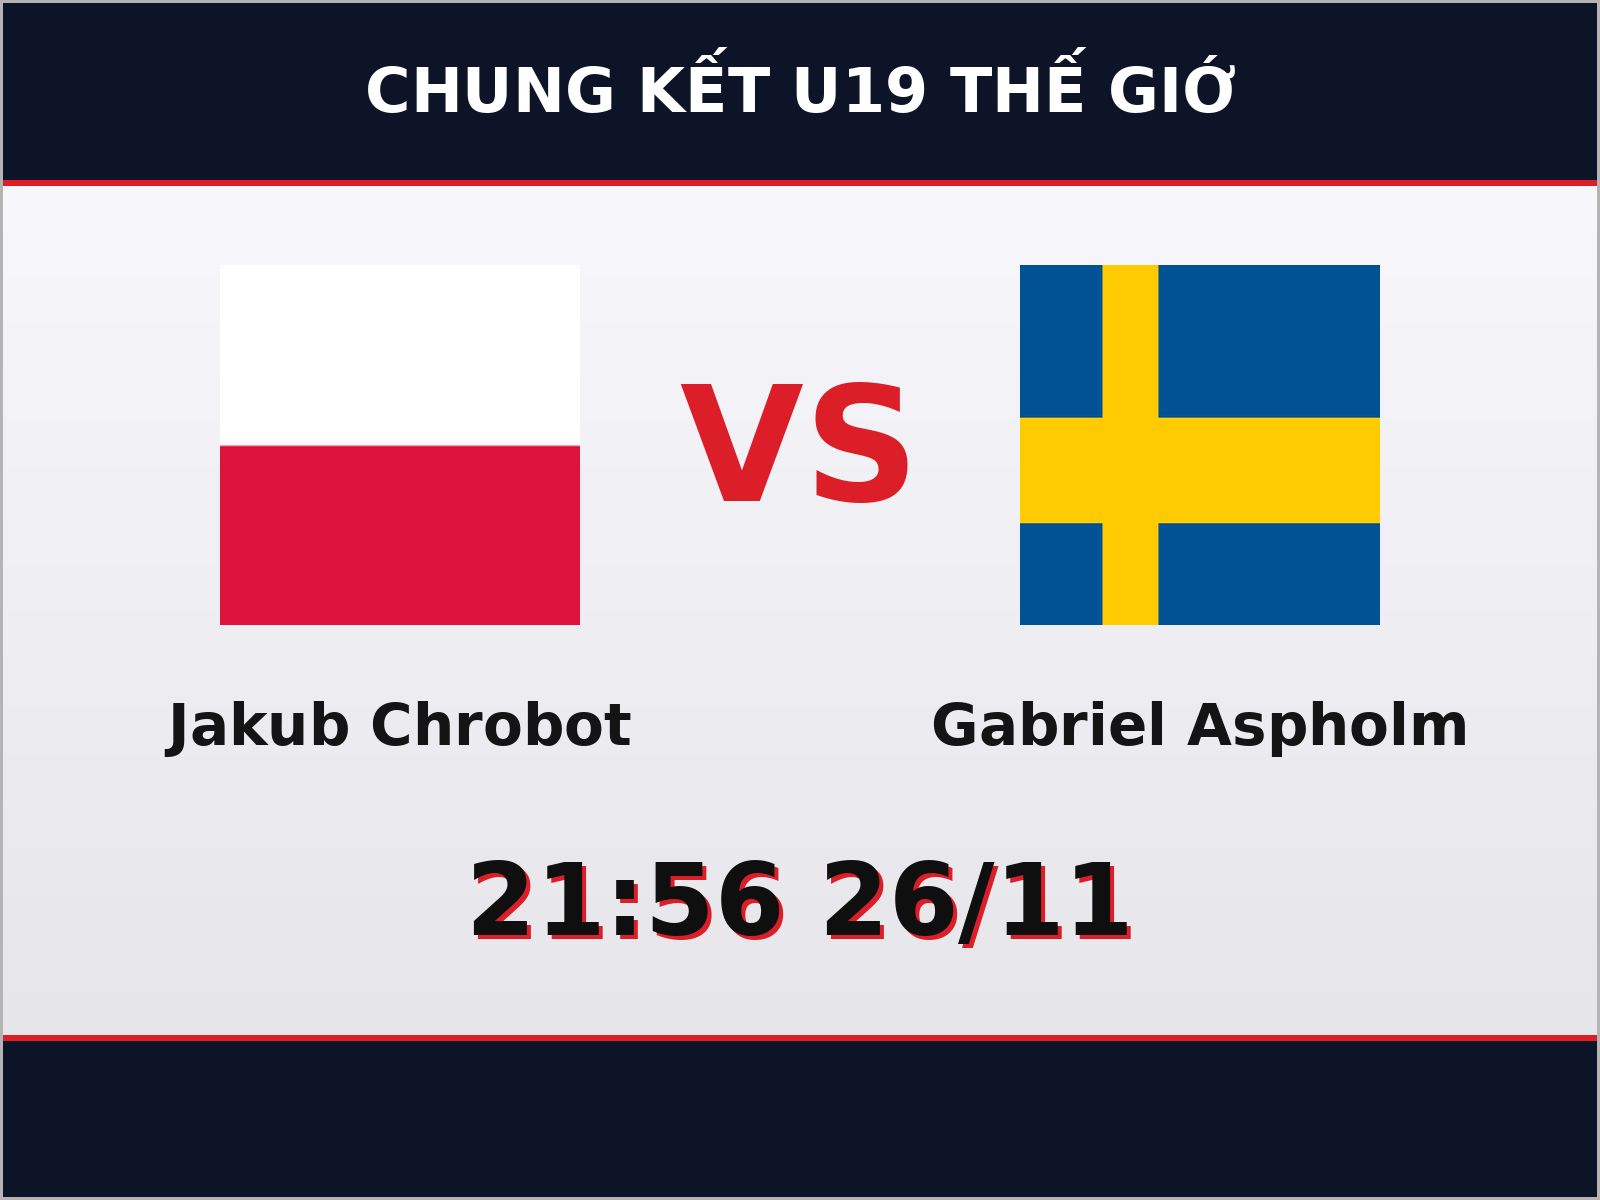 CHUNG KẾT U19 THẾ GIỚ
VS
Jakub Chrobot
Gabriel Aspholm
21:56 26/11